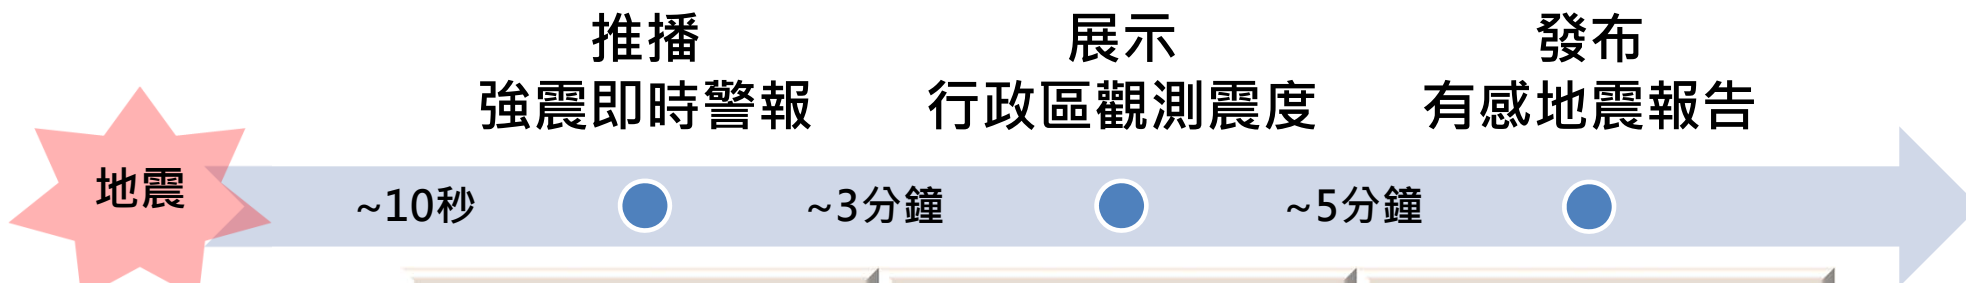 推播
強震即時警報
展示
行政區觀測震度
發布
有感地震報告
地震
~10秒
~3分鐘
~5分鐘